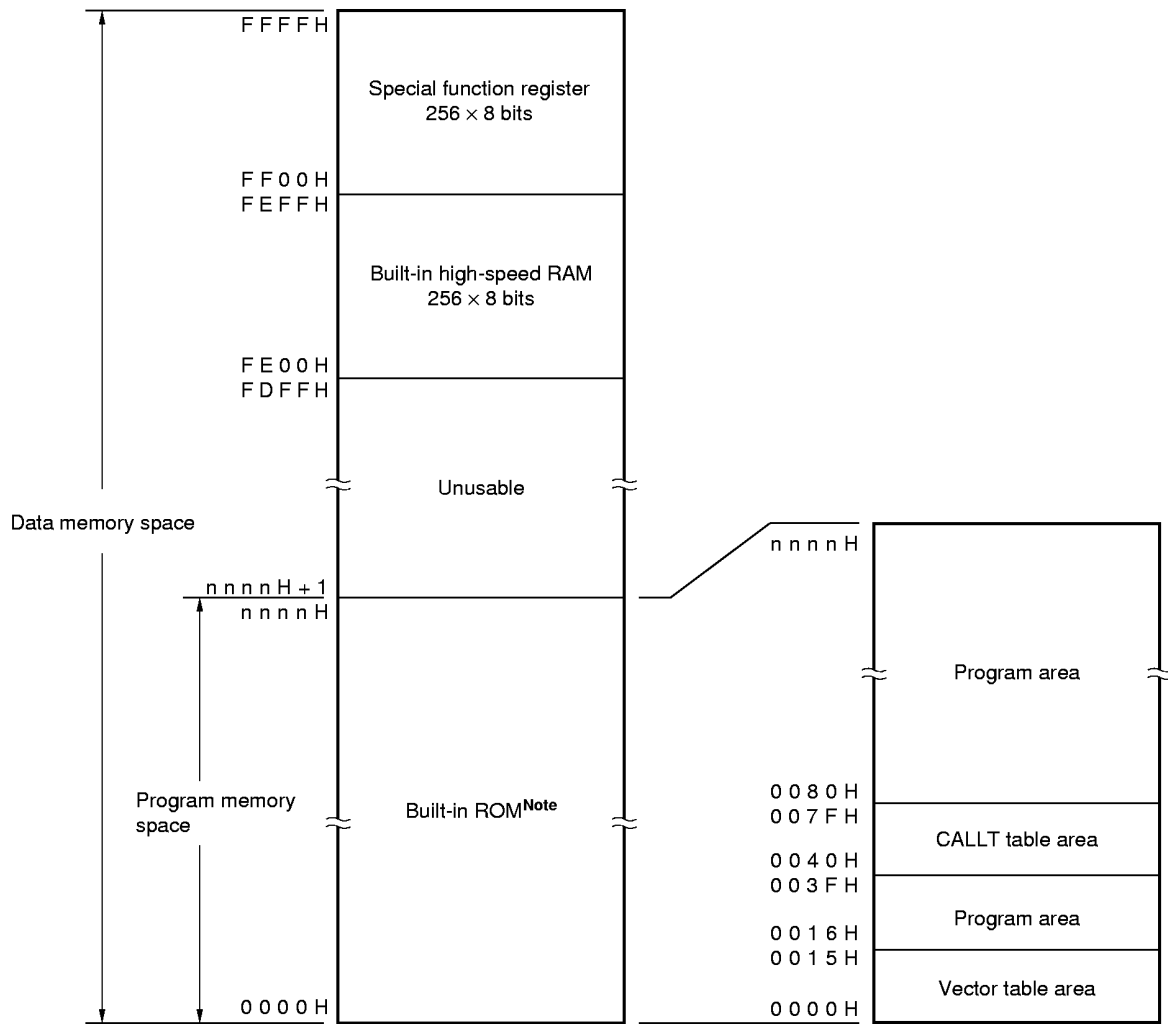 FFFFH
Special function register
256 × 8 bits
FF00H
FEFFH
Built-in high-speed RAM
256 × 8 bits
FE00H
FDFFH
Unusable
Data memory space
nnnnH + 1
nnnnH
Program memory
space
Built-in ROMNote
0000H
nnnnH
Program area
0080H
007FH
CALLT table area
0040H
003FH
Program area
0016H
0015H
Vector table area
0000H